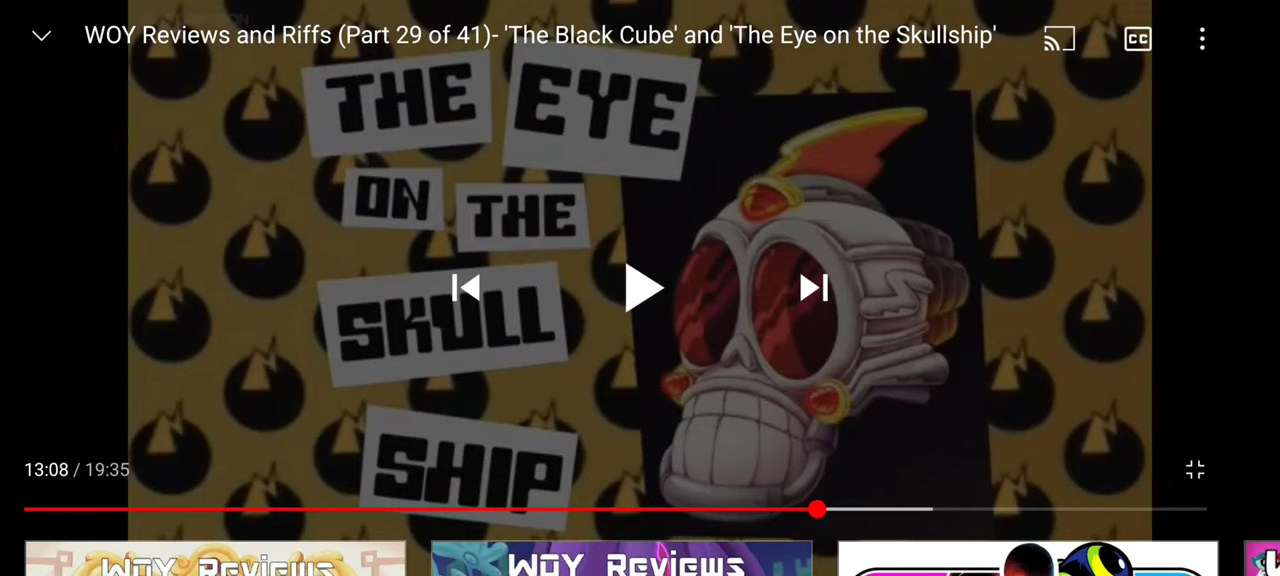 WOY Reviews and Riffs (Part 29 of 41)- 'The Black Cube' and 'The Eye on the Skullship'
CC
THE EYE
ON THE
SKULL
SHIP
13:08 / 19:35
WOY Reviews
WOY Reviews